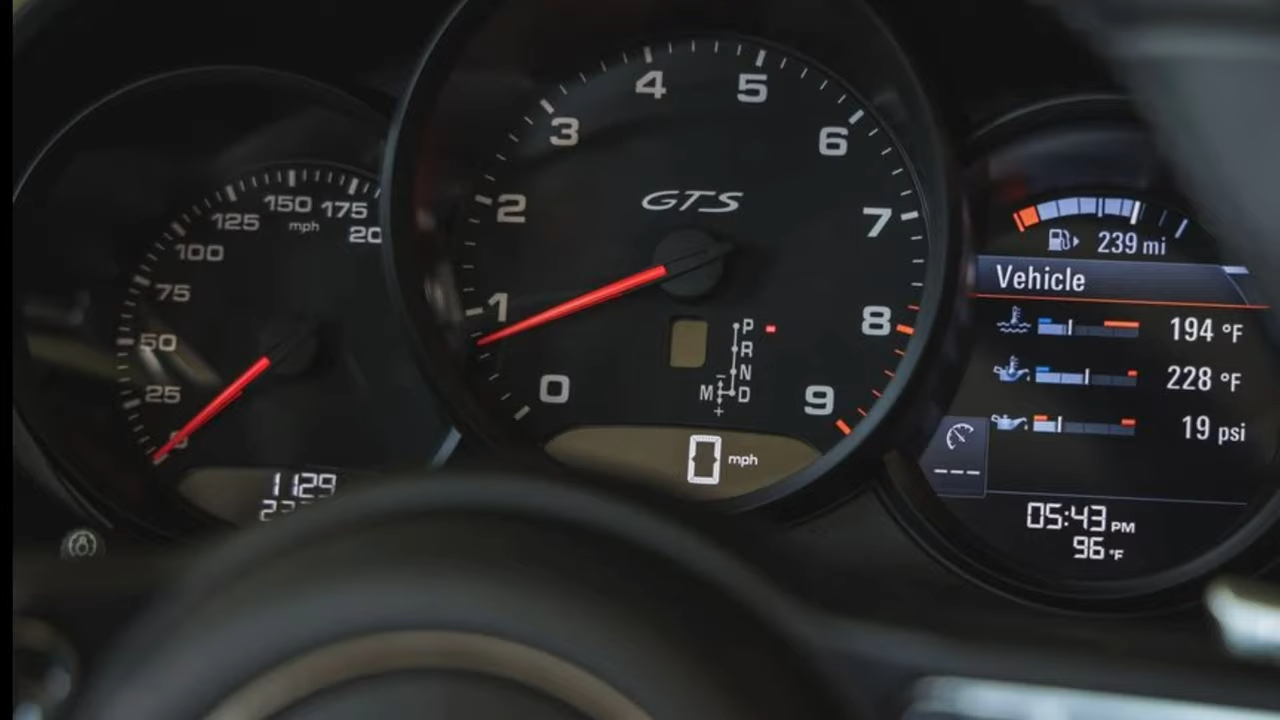 0
25
50
75
100
125
150
175
20
mph
1129
0
1
2
3
4
5
6
7
8
9
GTS
P
R
N
M D
- +
0 mph
239 mi
Vehicle
194 °F
228 °F
19 psi
---
05:43 PM
96 °F